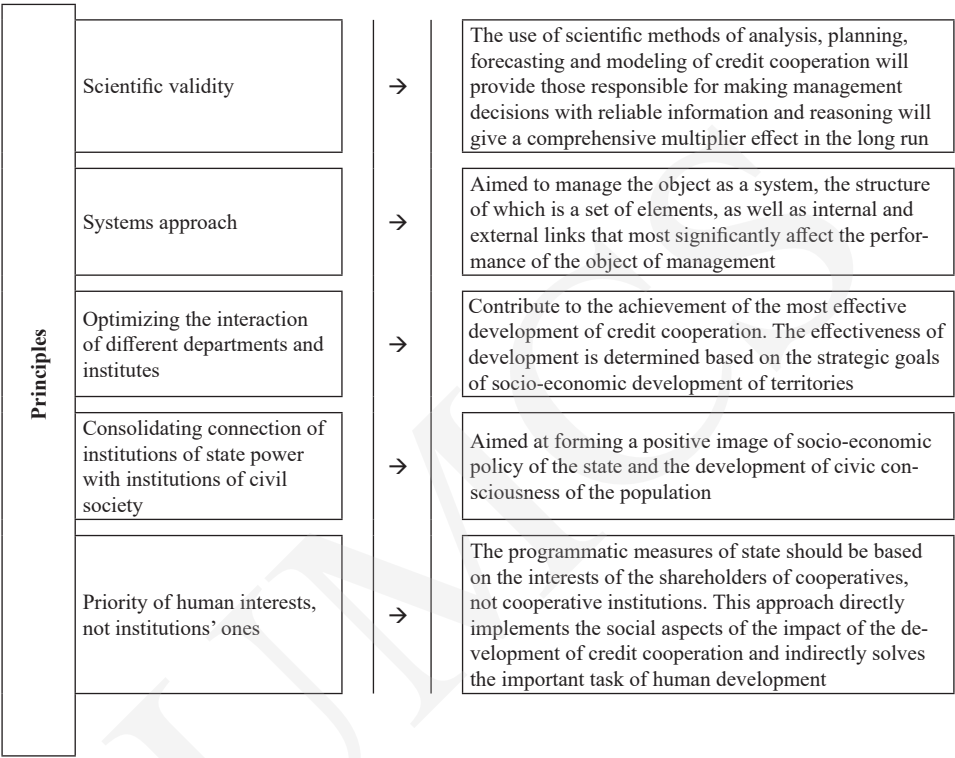 Principles
Scientific validity
→
The use of scientific methods of analysis, planning,
forecasting and modeling of credit cooperation will
provide those responsible for making management
decisions with reliable information and reasoning will
give a comprehensive multiplier effect in the long run
Systems approach
→
Aimed to manage the object as a system, the structure
of which is a set of elements, as well as internal and
external links that most significantly affect the perfor-
mance of the object of management
Optimizing the interaction
of different departments and
institutes
→
Contribute to the achievement of the most effective
development of credit cooperation. The effectiveness of
development is determined based on the strategic goals
of socio-economic development of territories
Consolidating connection of
institutions of state power
with institutions of civil
society
→
Aimed at forming a positive image of socio-economic
policy of the state and the development of civic con-
sciousness of the population
Priority of human interests,
not institutions’ ones
→
The programmatic measures of state should be based
on the interests of the shareholders of cooperatives,
not cooperative institutions. This approach directly
implements the social aspects of the impact of the de-
velopment of credit cooperation and indirectly solves
the important task of human development
UMCS